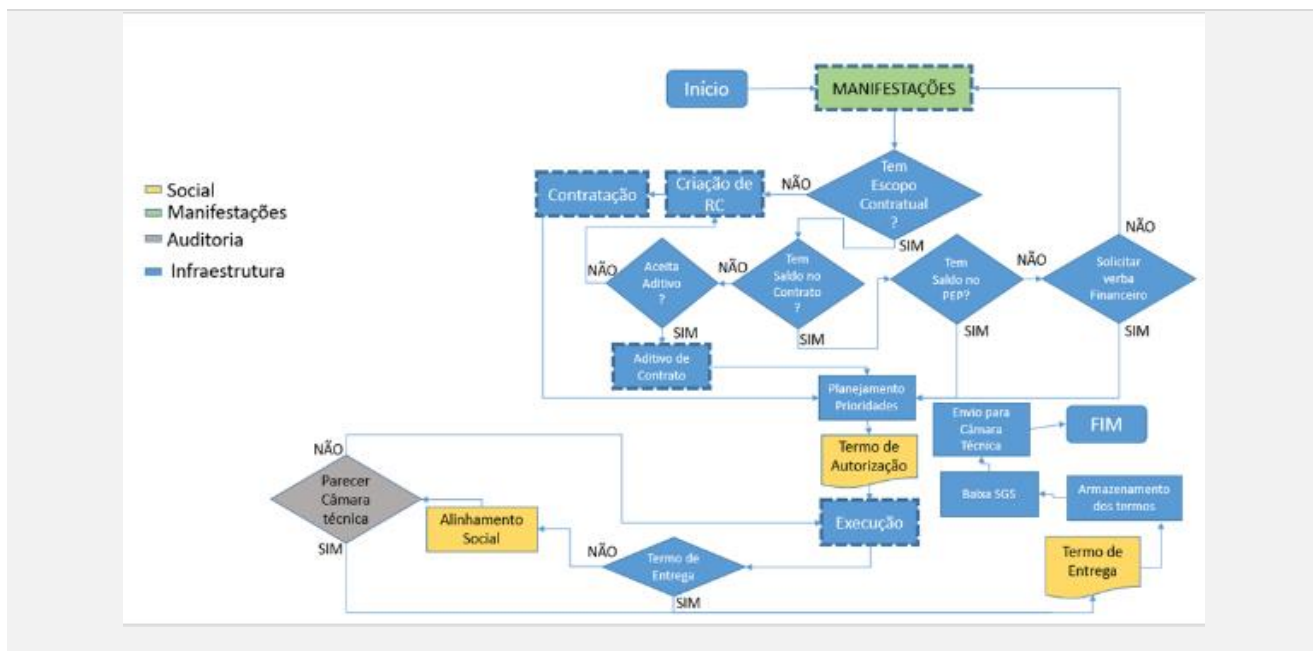 Início
MANIFESTAÇÕES
Social
Manifestações
Auditoria
Infraestrutura
Tem
Escopo
Contratual
?
NÃO
SIM
Criação de
RC
Contratação
Tem
Saldo no
Contrato
?
NÃO
SIM
Aceita
Aditivo
?
NÃO
SIM
Tem
Saldo no
PEP?
NÃO
SIM
Solicitar
verba
Financeiro
NÃO
SIM
Aditivo de
Contrato
Planejamento
Prioridades
Termo de
Autorização
Execução
Termo de
Entrega
NÃO
SIM
Alinhamento
Social
Parecer
Câmara
técnica
NÃO
SIM
Termo de
Entrega
Armazenamento
dos termos
Baixa SGS
Envio para
Câmara
Técnica
FIM